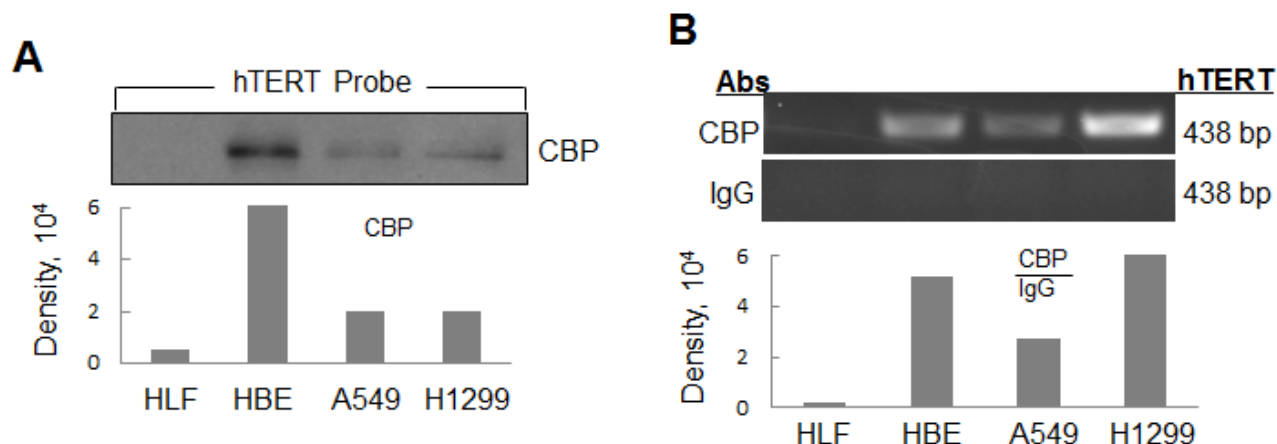 A
hTERT Probe
CBP
6
4
2
0
Density, 10⁴
CBP
HLF HBE A549 H1299
B
Abs hTERT
CBP 438 bp
IgG 438 bp
6
4
2
0
Density, 10⁴
CBP
IgG
HLF HBE A549 H1299